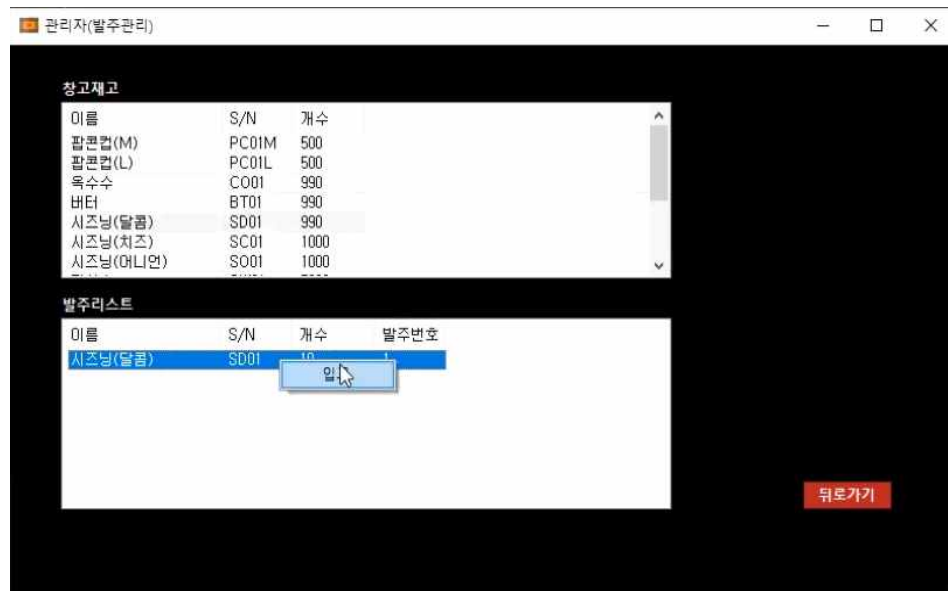 관리자(발주관리)
창고재고
이름 S/N 개수
팝콘컵(M) PC01M 500
팝콘컵(L) PC01L 500
옥수수 CO01 990
버터 BT01 990
시즈닝(달콤) SD01 990
시즈닝(치즈) SC01 1000
시즈닝(어니언) SO01 1000
발주리스트
이름 S/N 개수 발주번호
시즈닝(달콤) SD01 10 1
뒤로가기